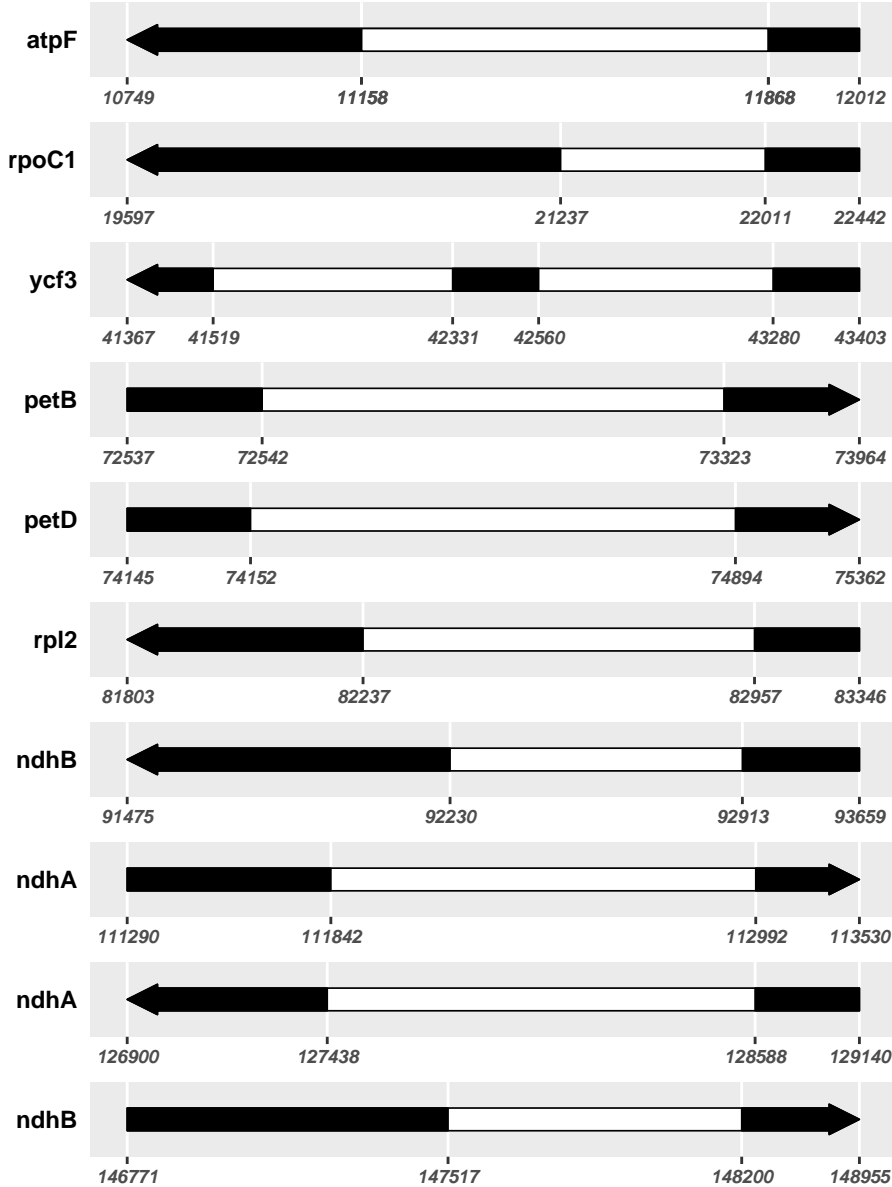 atpF
10749 11158 11868 12012
rpoC1
19597 21237 22011 22442
ycf3
41367 41519 42331 42560 43280 43403
petB
72537 72542 73323 73964
petD
74145 74152 74894 75362
rpl2
81803 82237 82957 83346
ndhB
91475 92230 92913 93659
ndhA
111290 111842 112992 113530
ndhA
126900 127438 128588 129140
ndhB
146771 147517 148200 148955